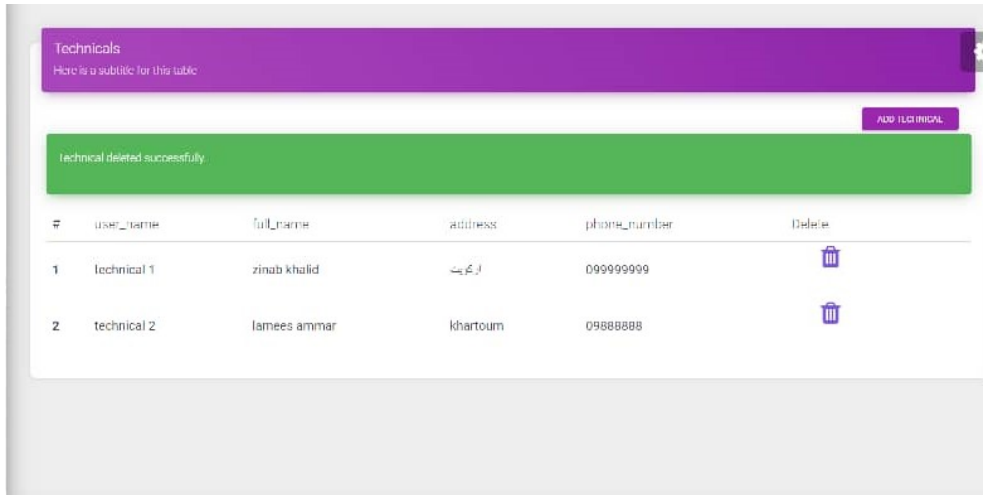 Technicals
Here is a subtitle for this table
ADD TECHNICAL
Technical deleted successfully.
# user_name full_name address phone_number Delete
1 technical 1 zinab khalid 099999999
2 technical 2 lamees ammar khartoum 09888888